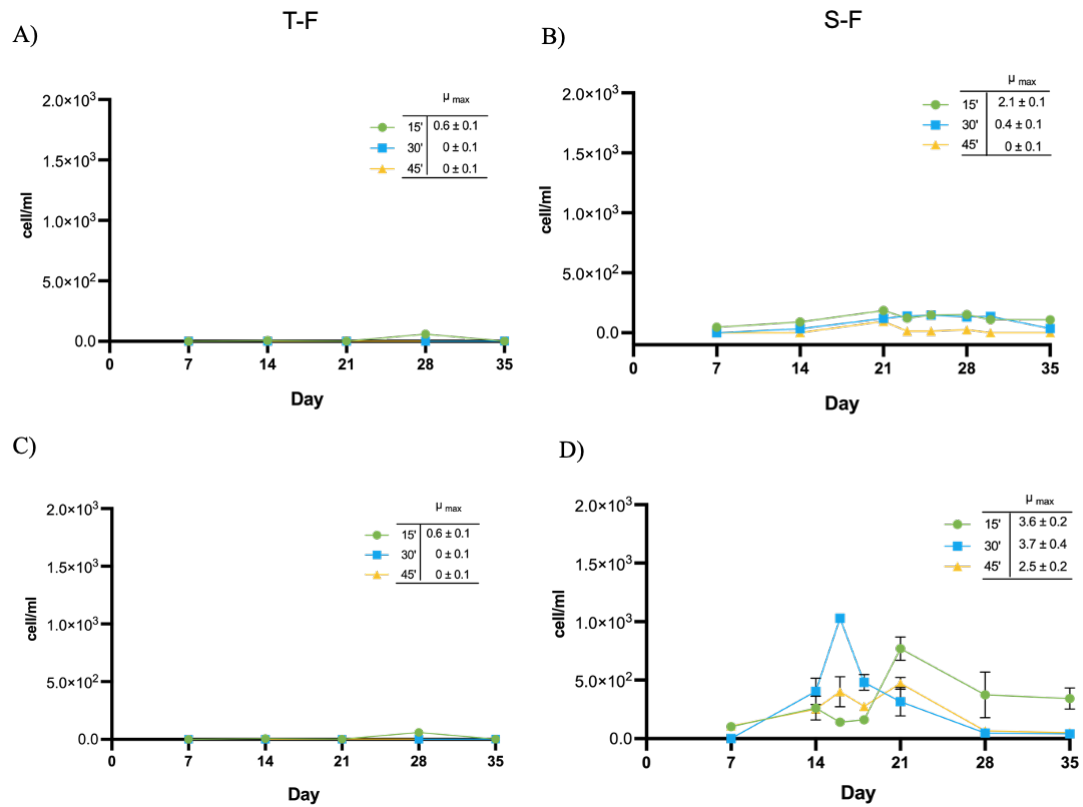 T-F
S-F
A)
μ max
15' 0.6 ± 0.1
30' 0 ± 0.1
45' 0 ± 0.1
2.0×10³
1.5×10³
1.0×10³
5.0×10²
0.0
cell/ml
0 7 14 21 28 35
Day
B)
μ max
15' 2.1 ± 0.1
30' 0.4 ± 0.1
45' 0 ± 0.1
2.0×10³
1.5×10³
1.0×10³
5.0×10²
0.0
cell/ml
0 7 14 21 28 35
Day
C)
μ max
15' 0.6 ± 0.1
30' 0 ± 0.1
45' 0 ± 0.1
2.0×10³
1.5×10³
1.0×10³
5.0×10²
0.0
cell/ml
0 7 14 21 28 35
Day
D)
μ max
15' 3.6 ± 0.2
30' 3.7 ± 0.4
45' 2.5 ± 0.2
2.0×10³
1.5×10³
1.0×10³
5.0×10²
0.0
cell/ml
0 7 14 21 28 35
Day